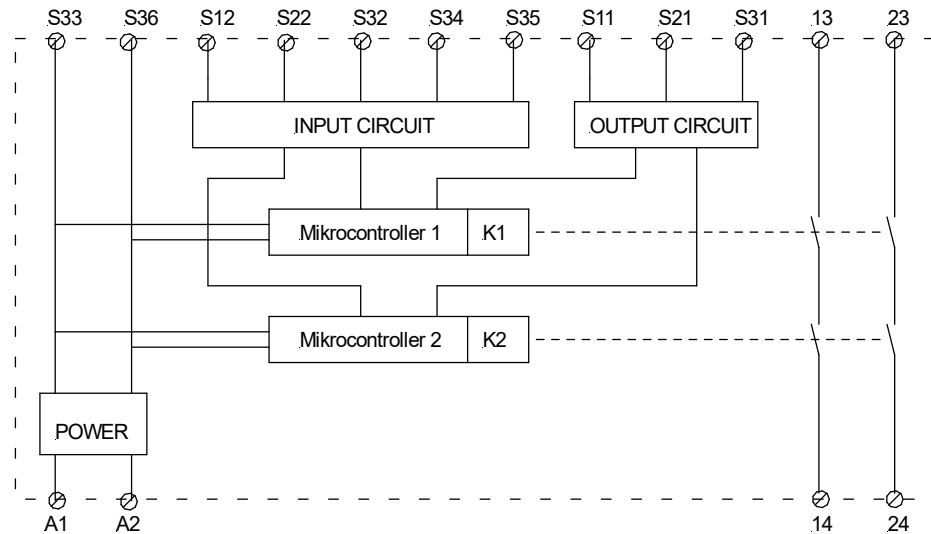 S33 S36 S12 S22 S32 S34 S35 S11 S21 S31 13 23
INPUT CIRCUIT OUTPUT CIRCUIT
Mikrocontroller 1 K1
Mikrocontroller 2 K2
POWER
A1 A2 14 24